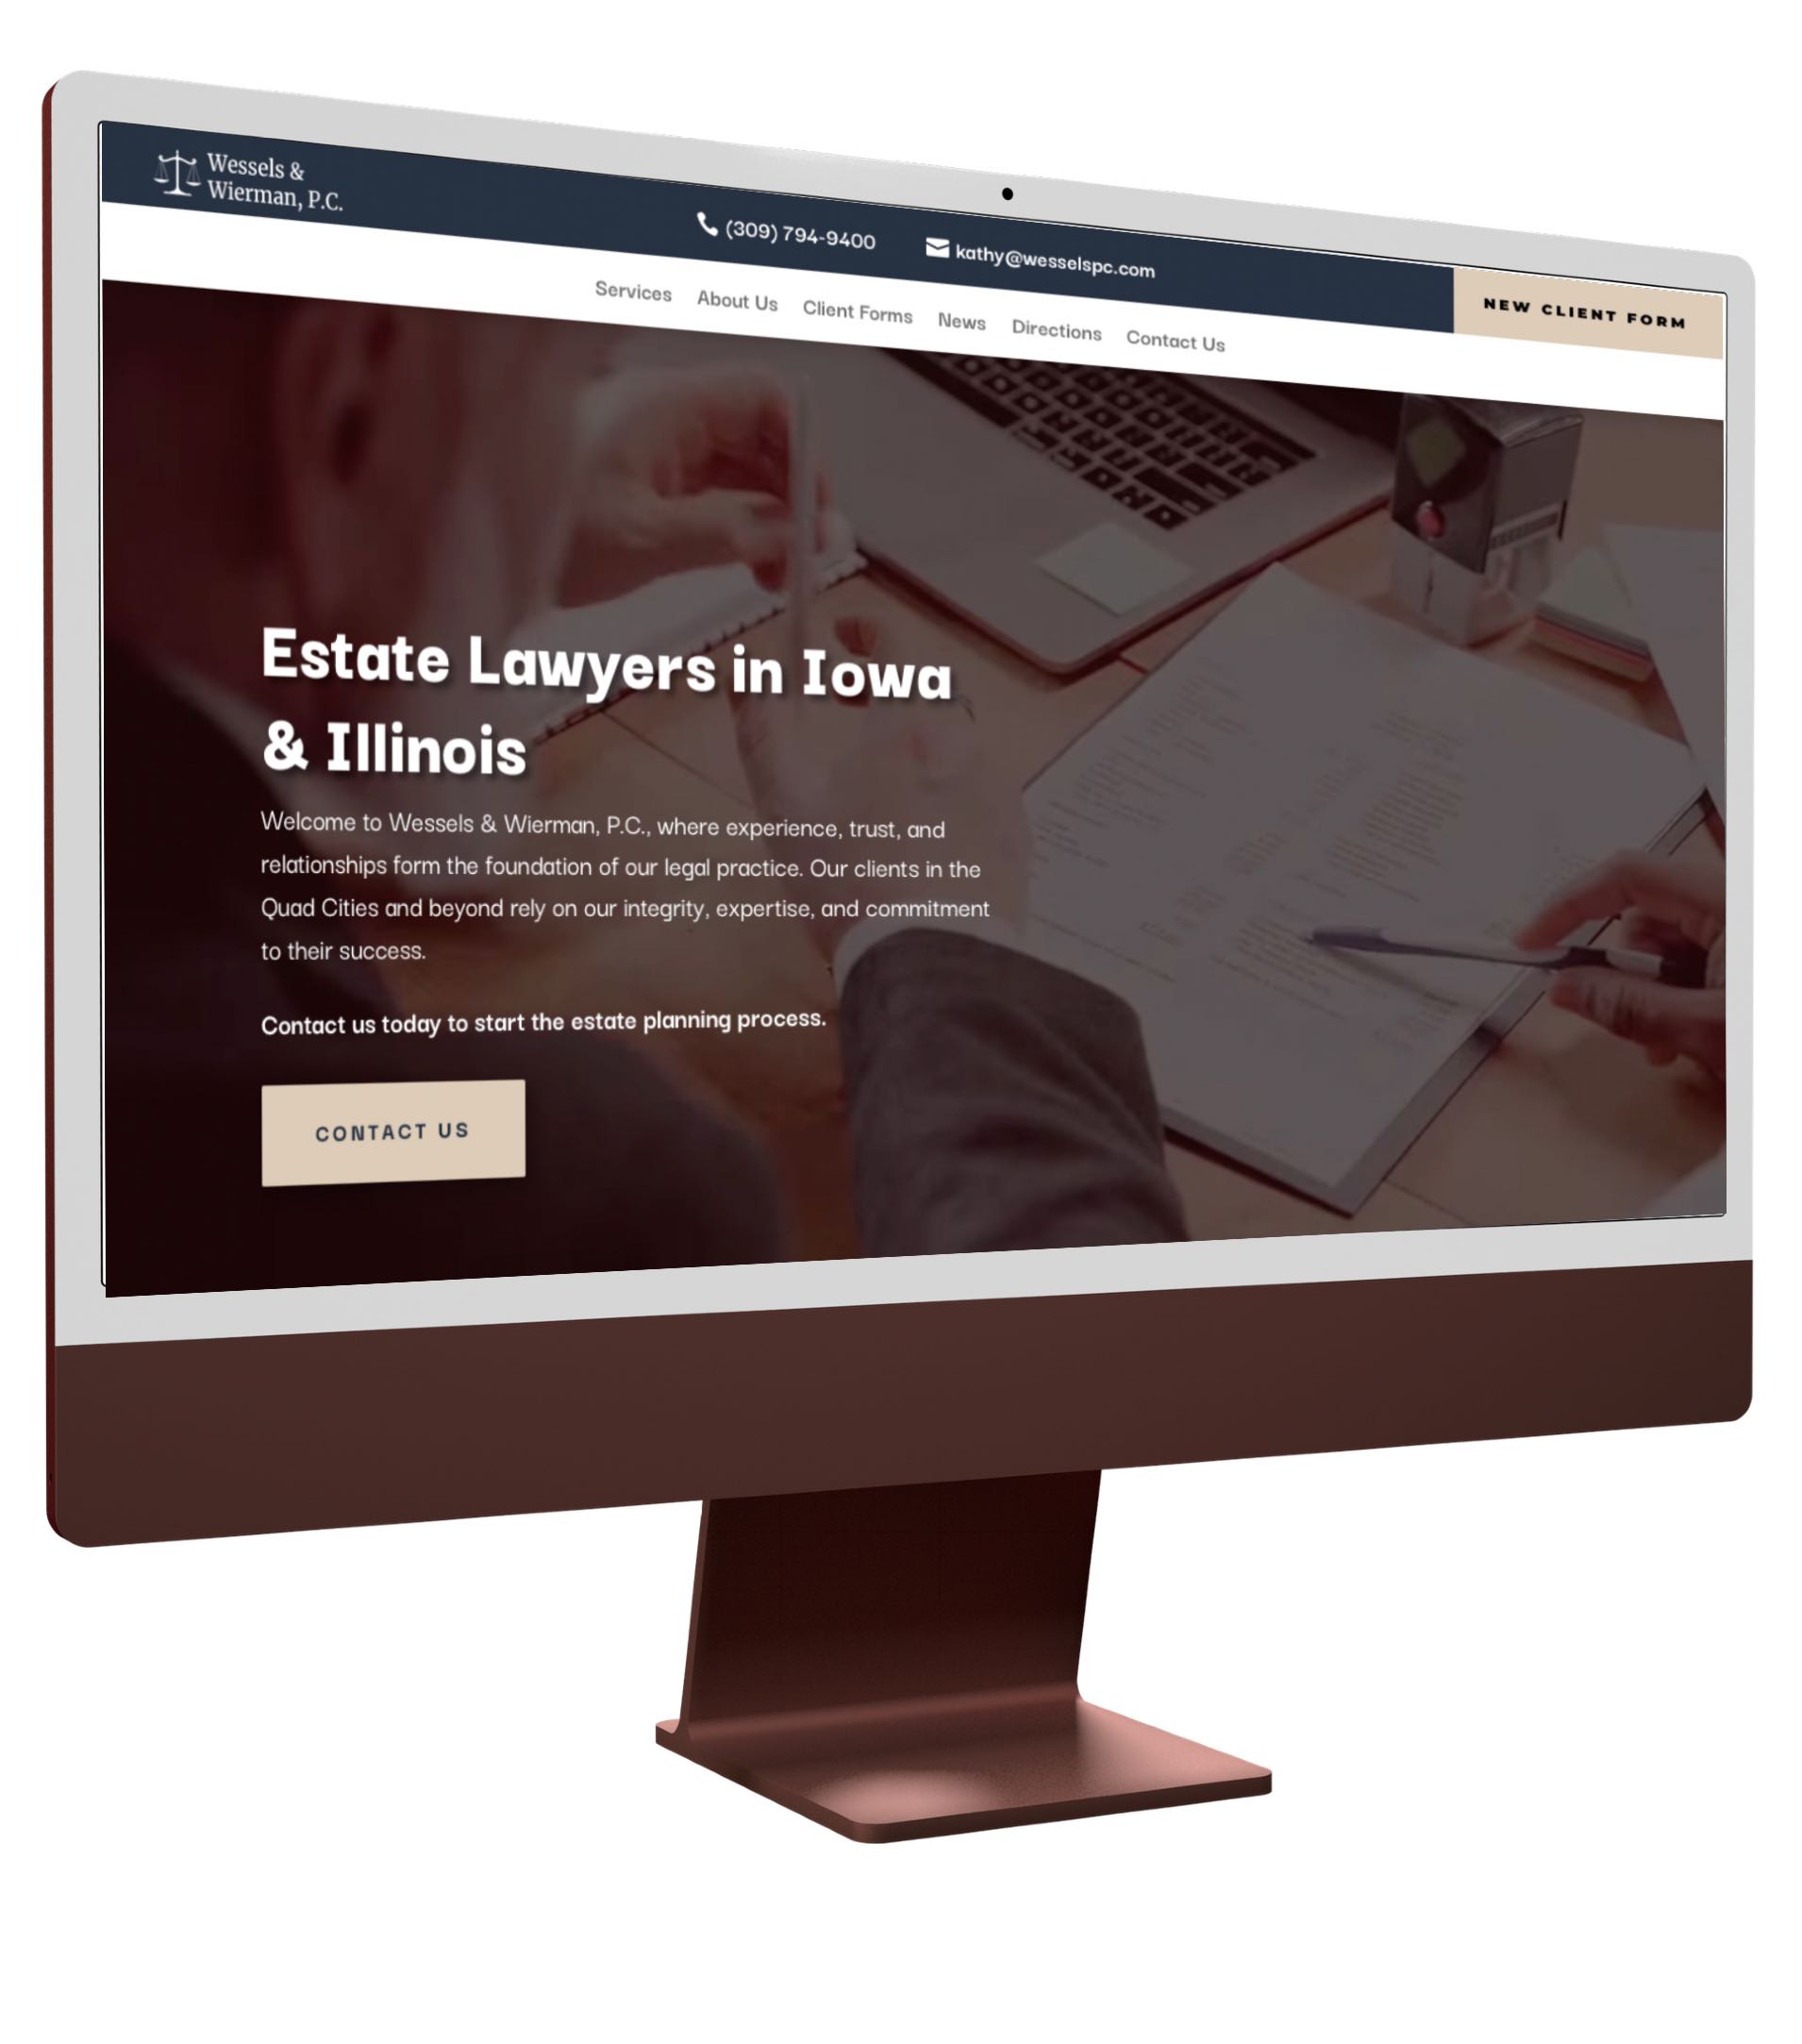 Wessels &
Wierman, P.C.
(309) 794-9400
kathy@wesselspc.com
NEW CLIENT FORM
Services About Us Client Forms News Directions Contact Us
Estate Lawyers in Iowa
& Illinois
Welcome to Wessels & Wierman, P.C., where experience, trust, and
relationships form the foundation of our legal practice. Our clients in the
Quad Cities and beyond rely on our integrity, expertise, and commitment
to their success.
Contact us today to start the estate planning process.
CONTACT US